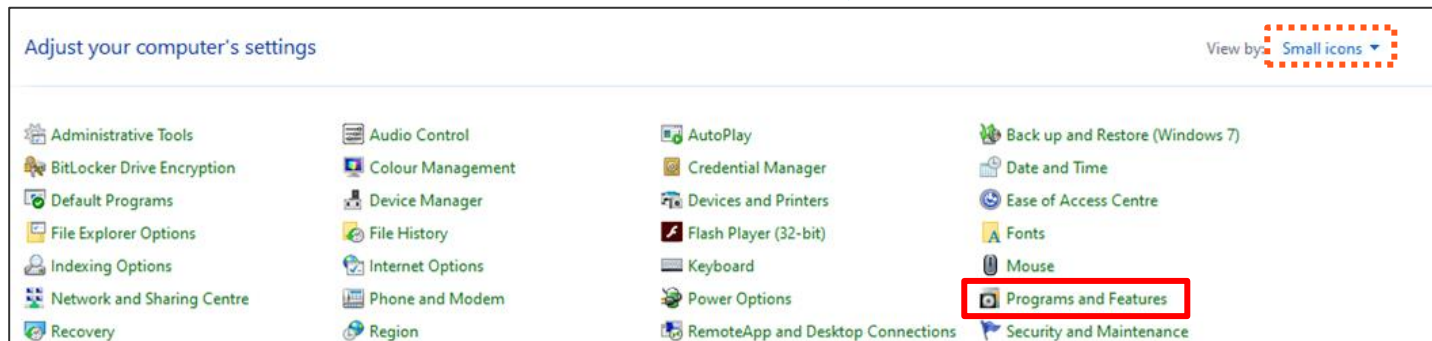 Adjust your computer's settings
View by: Small icons
Administrative Tools Audio Control AutoPlay Back up and Restore (Windows 7)
BitLocker Drive Encryption Colour Management Credential Manager Date and Time
Default Programs Device Manager Devices and Printers Ease of Access Centre
File Explorer Options File History Flash Player (32-bit) Fonts
Indexing Options Internet Options Keyboard Mouse
Network and Sharing Centre Phone and Modem Power Options Programs and Features
Recovery Region RemoteApp and Desktop Connections Security and Maintenance